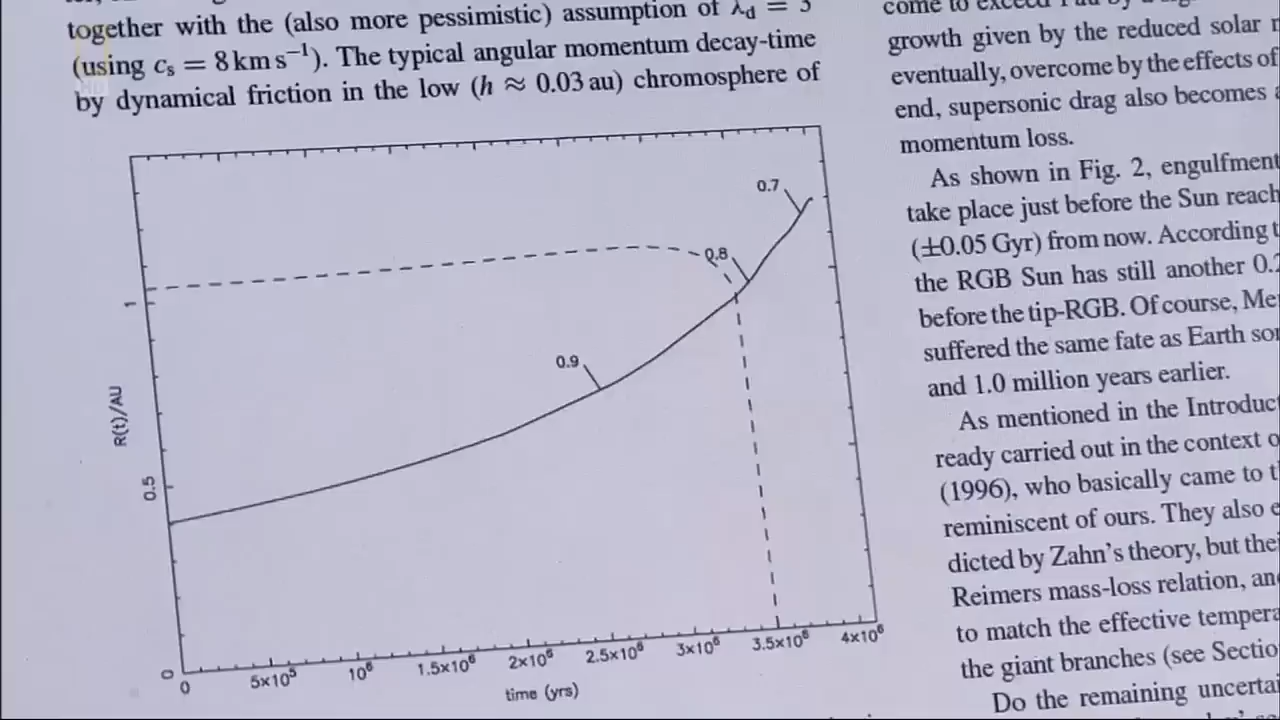 together with the (also more pessimistic) assumption of λd = 3
(using cs = 8 km s−1). The typical angular momentum decay-time
by dynamical friction in the low (h ≈ 0.03 au) chromosphere of
0.7
0.8
0.9
1
0.5
0
R(t)/AU
0
5×10⁵
10⁶
1.5×10⁶
2×10⁶
2.5×10⁶
3×10⁶
3.5×10⁶
4×10⁶
time (yrs)
growth given by the reduced solar
eventually, overcome by the effects of
end, supersonic drag also becomes
momentum loss.
As shown in Fig. 2, engulfment
take place just before the Sun reach
(±0.05 Gyr) from now. According
the RGB Sun has still another 0.2
before the tip-RGB. Of course, Me
suffered the same fate as Earth
and 1.0 million years earlier.
As mentioned in the Introduc
ready carried out in the context
(1996), who basically came to
reminiscent of ours. They also
dicted by Zahn's theory, but
Reimers mass-loss relation,
to match the effective tempera
the giant branches (see Sectio
Do the remaining uncertai